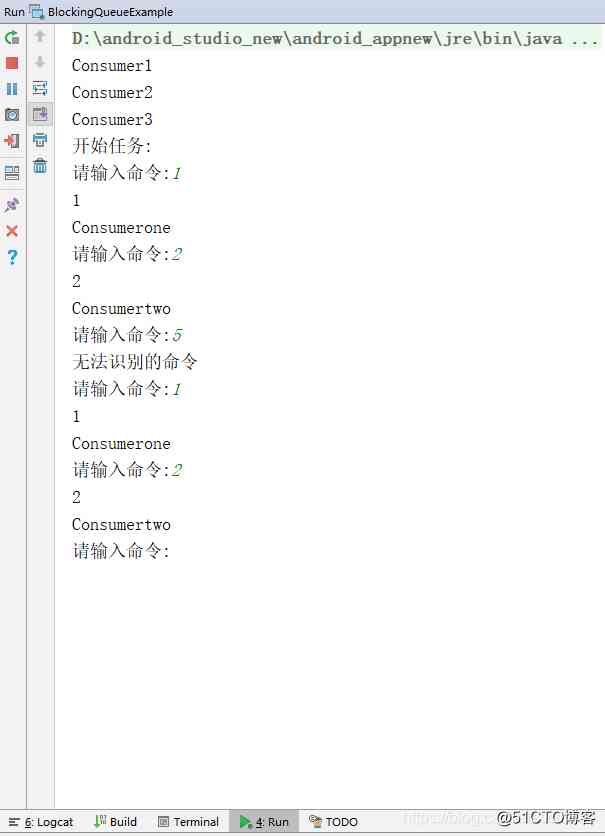 Run BlockingQueueExample
D:\android_studio_new\android_appnew\jre\bin\java ...
Consumer1
Consumer2
Consumer3
开始任务:
请输入命令:1
1
Consumerone
请输入命令:2
2
Consumertwo
请输入命令:5
无法识别的命令
请输入命令:1
1
Consumerone
请输入命令:2
2
Consumertwo
请输入命令:
6: Logcat Build Terminal 4: Run TODO
https://blog.c
@51CTO博客